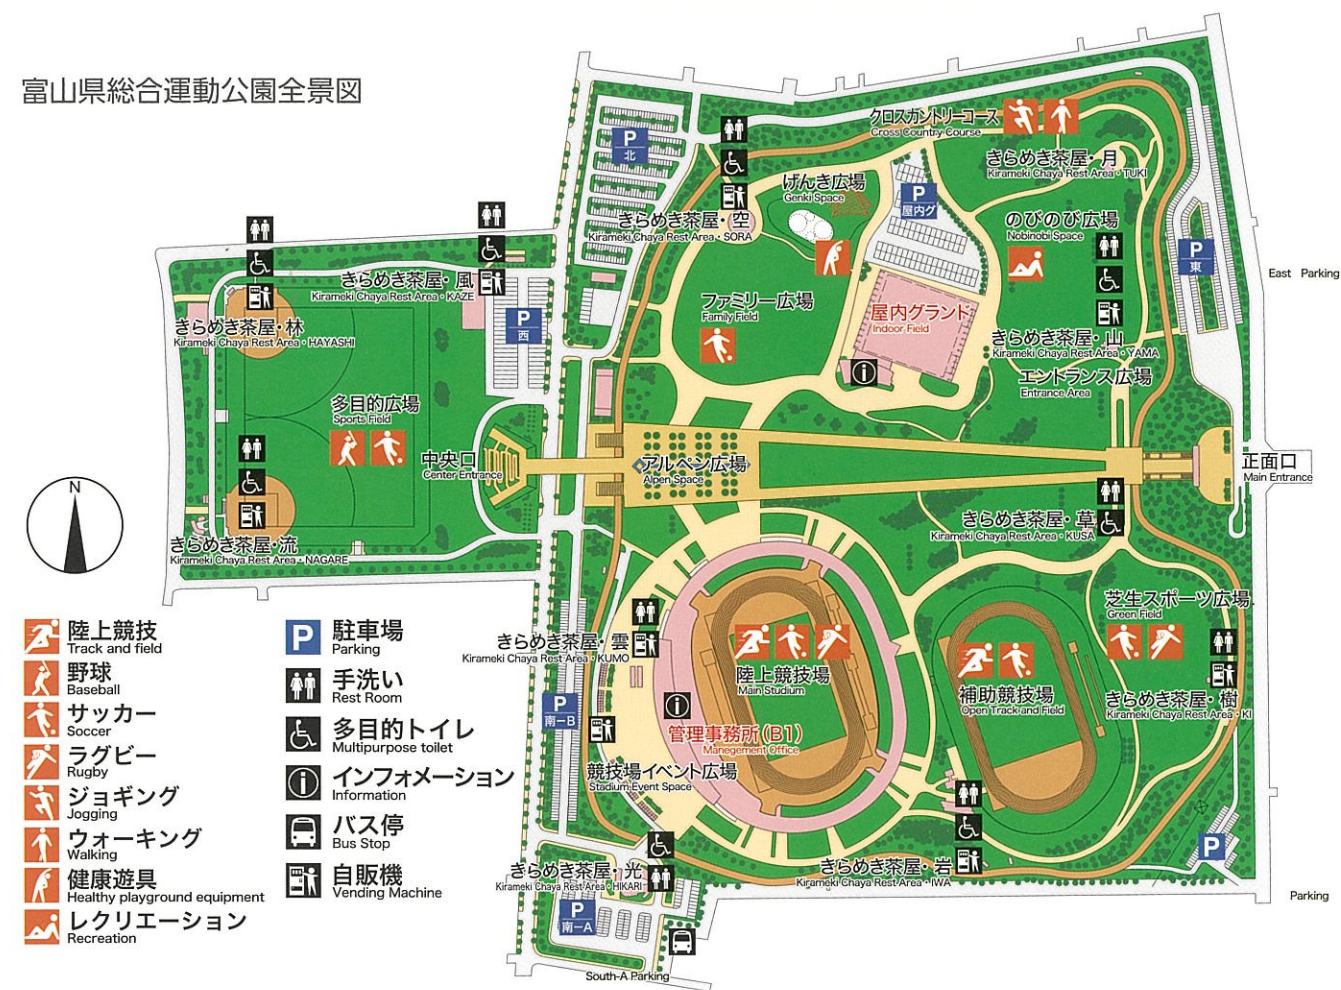 富山県総合運動公園全景図
P
北
クロスカントリーコース
Cross Country Course
きらめき茶屋・月
Kirameki Chaya Rest Area・TUKI
げんき広場
Genki Space
P
屋内グ
きらめき茶屋・空
Kirameki Chaya Rest Area・SORA
のびのび広場
Nobinobi Space
P
東
East Parking
きらめき茶屋・風
Kirameki Chaya Rest Area・KAZE
きらめき茶屋・林
Kirameki Chaya Rest Area・HAYASHI
P
西
ファミリー広場
Family Field
屋内グランド
Indoor Field
きらめき茶屋・山
Kirameki Chaya Rest Area・YAMA
エントランス広場
Entrance Area
多目的広場
Sports Field
中央口
Center Entrance
アルペン広場
Alpen Space
正面口
Main Entrance
N
きらめき茶屋・流
Kirameki Chaya Rest Area・NAGARE
きらめき茶屋・草
Kirameki Chaya Rest Area・KUSA
芝生スポーツ広場
Green Field
きらめき茶屋・雲
Kirameki Chaya Rest Area・KUMO
陸上競技場
Main Studium
補助競技場
Open Track and Field
きらめき茶屋・樹
Kirameki Chaya Rest Area・KI
P
南-B
管理事務所(B1)
Manegement Office
競技場イベント広場
Stadium Event Space
きらめき茶屋・光
Kirameki Chaya Rest Area・HIKARI
きらめき茶屋・岩
Kirameki Chaya Rest Area・IWA
P
Parking
P
南-A
South-A Parking
陸上競技
Track and field
野球
Baseball
サッカー
Soccer
ラグビー
Rugby
ジョギング
Jogging
ウォーキング
Walking
健康遊具
Healthy playground equipment
レクリエーション
Recreation
P
駐車場
Parking
手洗い
Rest Room
多目的トイレ
Multipurpose toilet
インフォメーション
Information
バス停
Bus Stop
自販機
Vending Machine